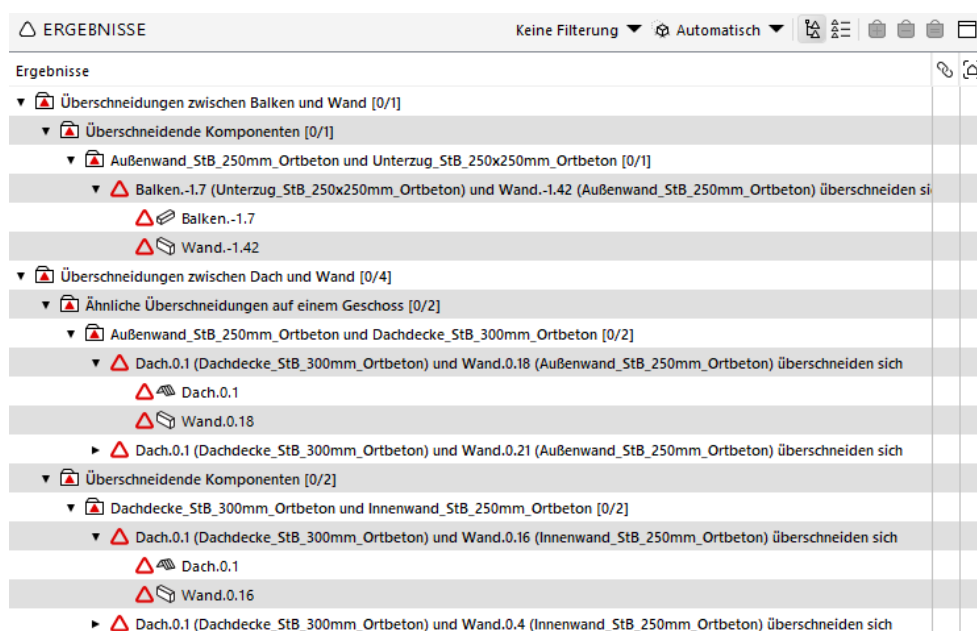 ERGEBNISSE Keine Filterung Automatisch
Ergebnisse
Überschneidungen zwischen Balken und Wand [0/1]
Überschneidende Komponenten [0/1]
Außenwand_StB_250mm_Ortbeton und Unterzug_StB_250x250mm_Ortbeton [0/1]
Balken.-1.7 (Unterzug_StB_250x250mm_Ortbeton) und Wand.-1.42 (Außenwand_StB_250mm_Ortbeton) überschneiden si
Balken.-1.7
Wand.-1.42
Überschneidungen zwischen Dach und Wand [0/4]
Ähnliche Überschneidungen auf einem Geschoss [0/2]
Außenwand_StB_250mm_Ortbeton und Dachdecke_StB_300mm_Ortbeton [0/2]
Dach.0.1 (Dachdecke_StB_300mm_Ortbeton) und Wand.0.18 (Außenwand_StB_250mm_Ortbeton) überschneiden sich
Dach.0.1
Wand.0.18
Dach.0.1 (Dachdecke_StB_300mm_Ortbeton) und Wand.0.21 (Außenwand_StB_250mm_Ortbeton) überschneiden sich
Überschneidende Komponenten [0/2]
Dachdecke_StB_300mm_Ortbeton und Innenwand_StB_250mm_Ortbeton [0/2]
Dach.0.1 (Dachdecke_StB_300mm_Ortbeton) und Wand.0.16 (Innenwand_StB_250mm_Ortbeton) überschneiden sich
Dach.0.1
Wand.0.16
Dach.0.1 (Dachdecke_StB_300mm_Ortbeton) und Wand.0.4 (Innenwand_StB_250mm_Ortbeton) überschneiden sich